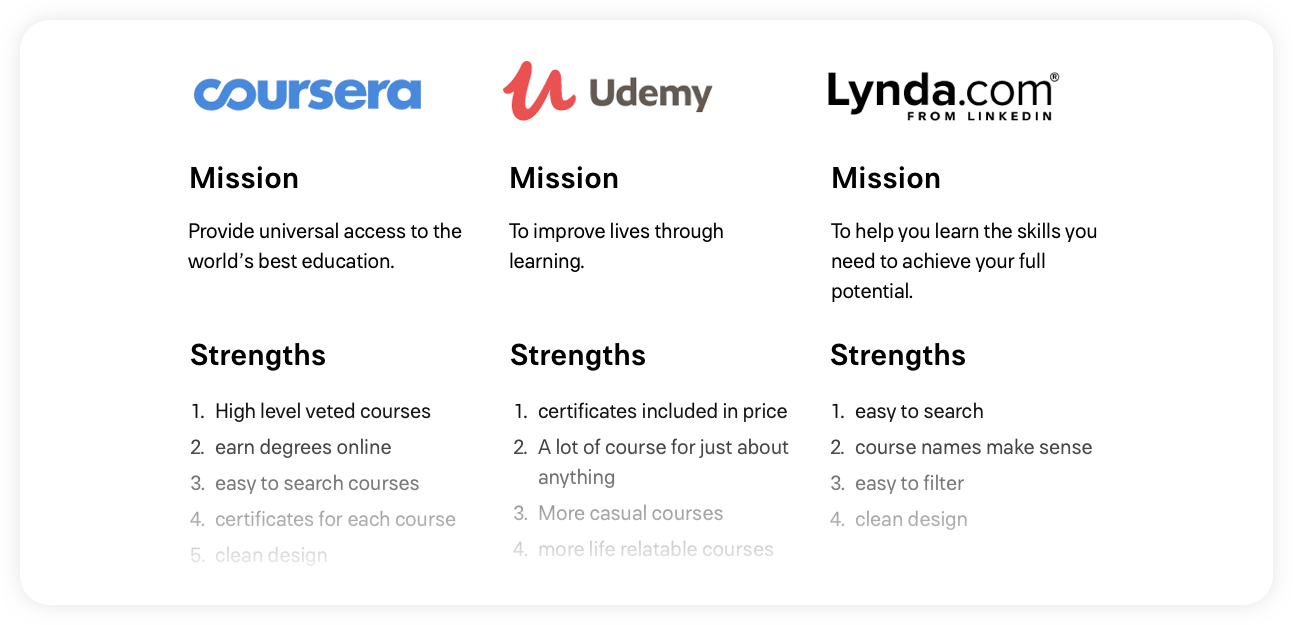 coursera
Mission
Provide universal access to the
world's best education.
Strengths
1. High level veted courses
2. earn degrees online
3. easy to search courses
4. certificates for each course
5. clean design
Udemy
Mission
To improve lives through
learning.
Strengths
1. certificates included in price
2. A lot of course for just about
anything
3. More casual courses
4. more life relatable courses
Lynda.com®
FROM LINKEDIN
Mission
To help you learn the skills you
need to achieve your full
potential.
Strengths
1. easy to search
2. course names make sense
3. easy to filter
4. clean design